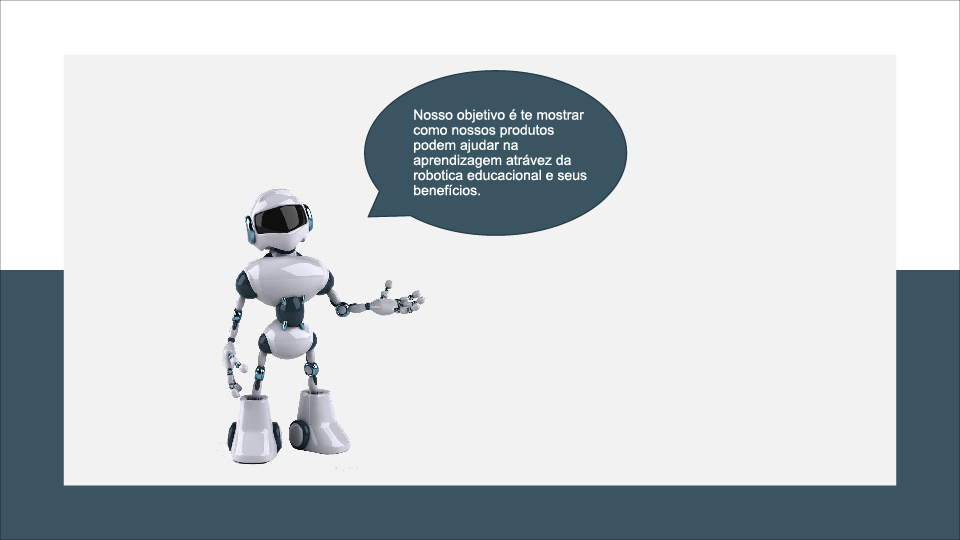 Nosso objetivo é te mostrar
como nossos produtos
podem ajudar na
aprendizagem atrávez da
robotica educacional e seus
benefícios.